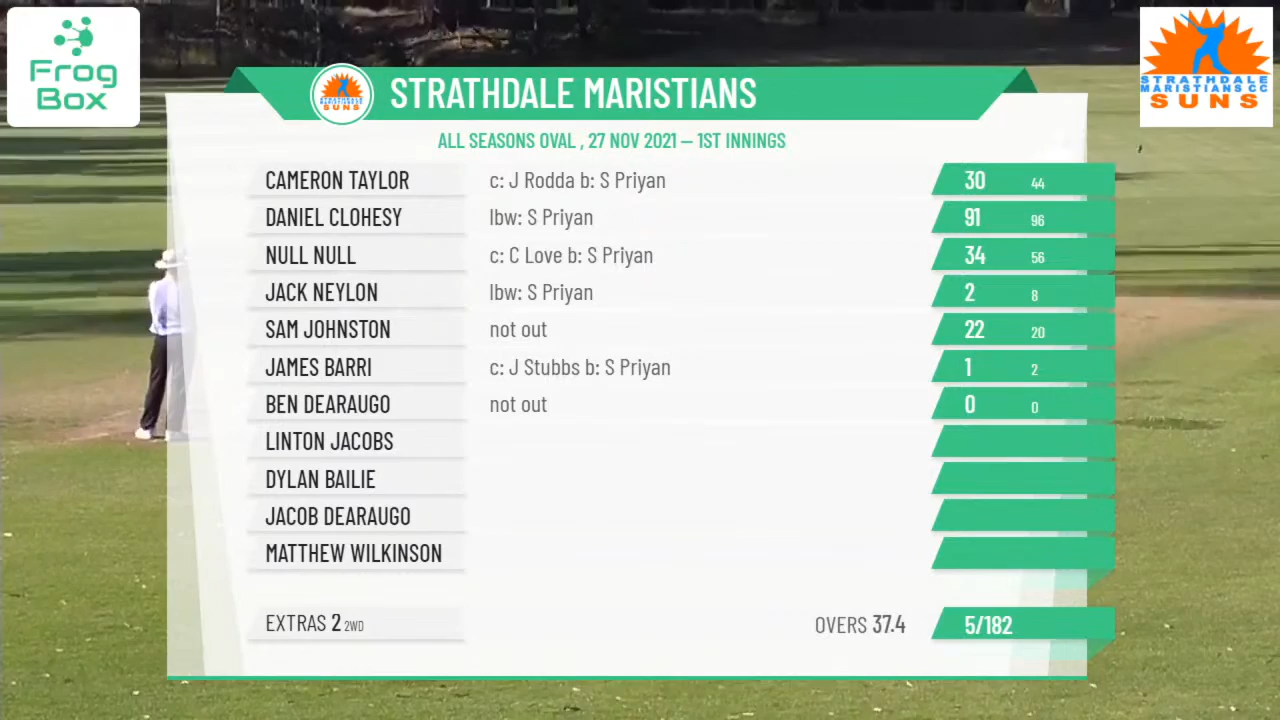 Frog
Box
STRATHDALE MARISTIANS
STRATHDALE
MARISTIANS CC
SUNS
SUNS
ALL SEASONS OVAL , 27 NOV 2021 – 1ST INNINGS
CAMERON TAYLOR c: J Rodda b: S Priyan 30 44
DANIEL CLOHESY lbw: S Priyan 91 96
NULL NULL c: C Love b: S Priyan 34 56
JACK NEYLON lbw: S Priyan 2 8
SAM JOHNSTON not out 22 20
JAMES BARRI c: J Stubbs b: S Priyan 1 2
BEN DEARAUGO not out 0 0
LINTON JACOBS
DYLAN BAILIE
JACOB DEARAUGO
MATTHEW WILKINSON
EXTRAS 2 2WD OVERS 37.4 5/182